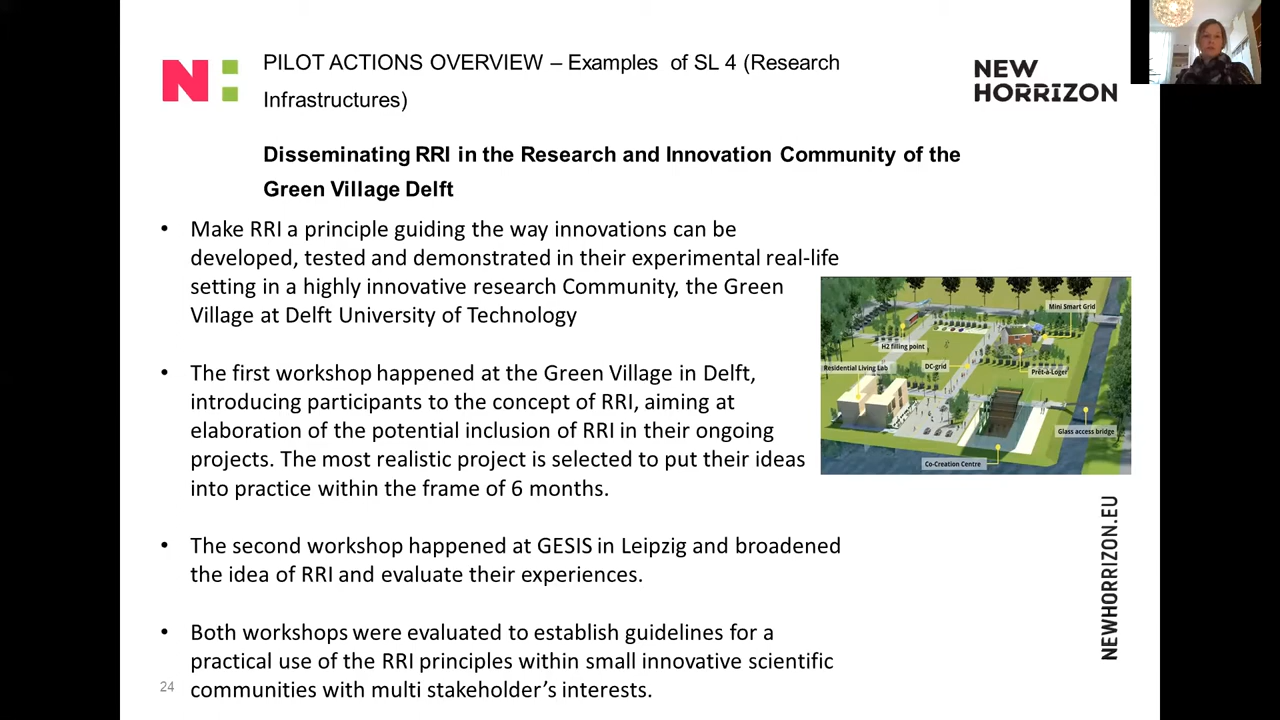 PILOT ACTIONS OVERVIEW – Examples of SL 4 (Research
Infrastructures)
NEW
HORRIZON
Disseminating RRI in the Research and Innovation Community of the
Green Village Delft
• Make RRI a principle guiding the way innovations can be
developed, tested and demonstrated in their experimental real-life
setting in a highly innovative research Community, the Green
Village at Delft University of Technology
• The first workshop happened at the Green Village in Delft,
introducing participants to the concept of RRI, aiming at
elaboration of the potential inclusion of RRI in their ongoing
projects. The most realistic project is selected to put their ideas
into practice within the frame of 6 months.
• The second workshop happened at GESIS in Leipzig and broadened
the idea of RRI and evaluate their experiences.
• Both workshops were evaluated to establish guidelines for a
practical use of the RRI principles within small innovative scientific
communities with multi stakeholder's interests.
24
Mini Smart Grid
H2 filling point
Residential Living Lab
DC-grid
Prêt-à-Loger
Glass access bridge
Co-Creation Centre
NEWHORRIZON.EU
N: